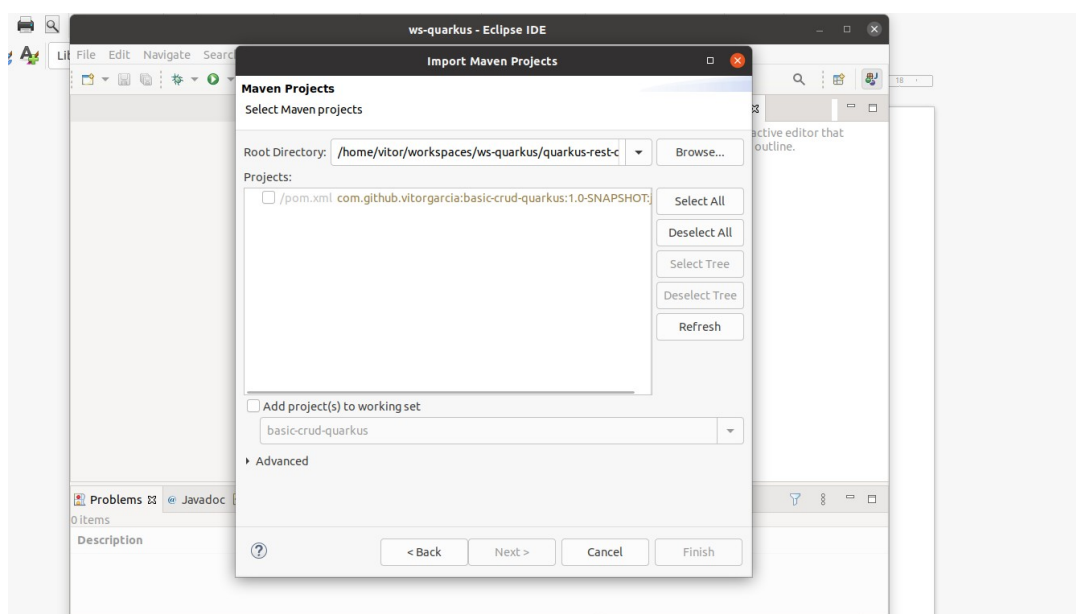 ws-quarkus - Eclipse IDE
File Edit Navigate Searc
Import Maven Projects
Maven Projects
Select Maven projects
active editor that
outline.
Root Directory: /home/vitor/workspaces/ws-quarkus/quarkus-rest-c Browse...
Projects:
/pom.xml com.github.vitorgarcia:basic-crud-quarkus:1.0-SNAPSHOT:j
Select All
Deselect All
Select Tree
Deselect Tree
Refresh
Add project(s) to working set
basic-crud-quarkus
Advanced
Problems @ Javadoc
0 items
Description
? < Back Next > Cancel Finish
18